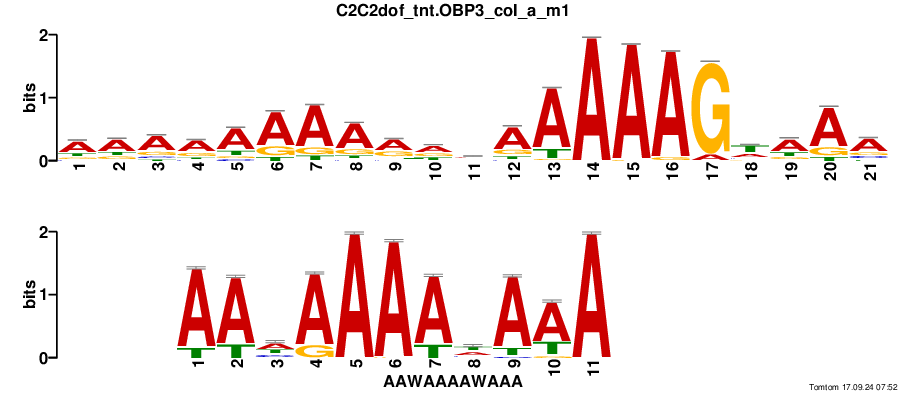 C2C2dof_tnt.OBP3_col_a_m1
bits
2
1
0
1 2 3 4 5 6 7 8 9 10 11 12 13 14 15 16 17 18 19 20 21
bits
2
1
0
1 2 3 4 5 6 7 8 9 10 11
AAWAAAAWAAA
Tomtom 17.09.24 07:52